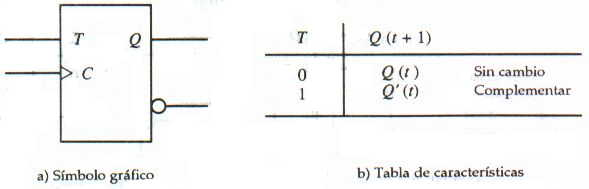 T Q
C
a) Símbolo gráfico
T Q (t + 1)
0 Q (t) Sin cambio
1 Q′ (t) Complementar
b) Tabla de características